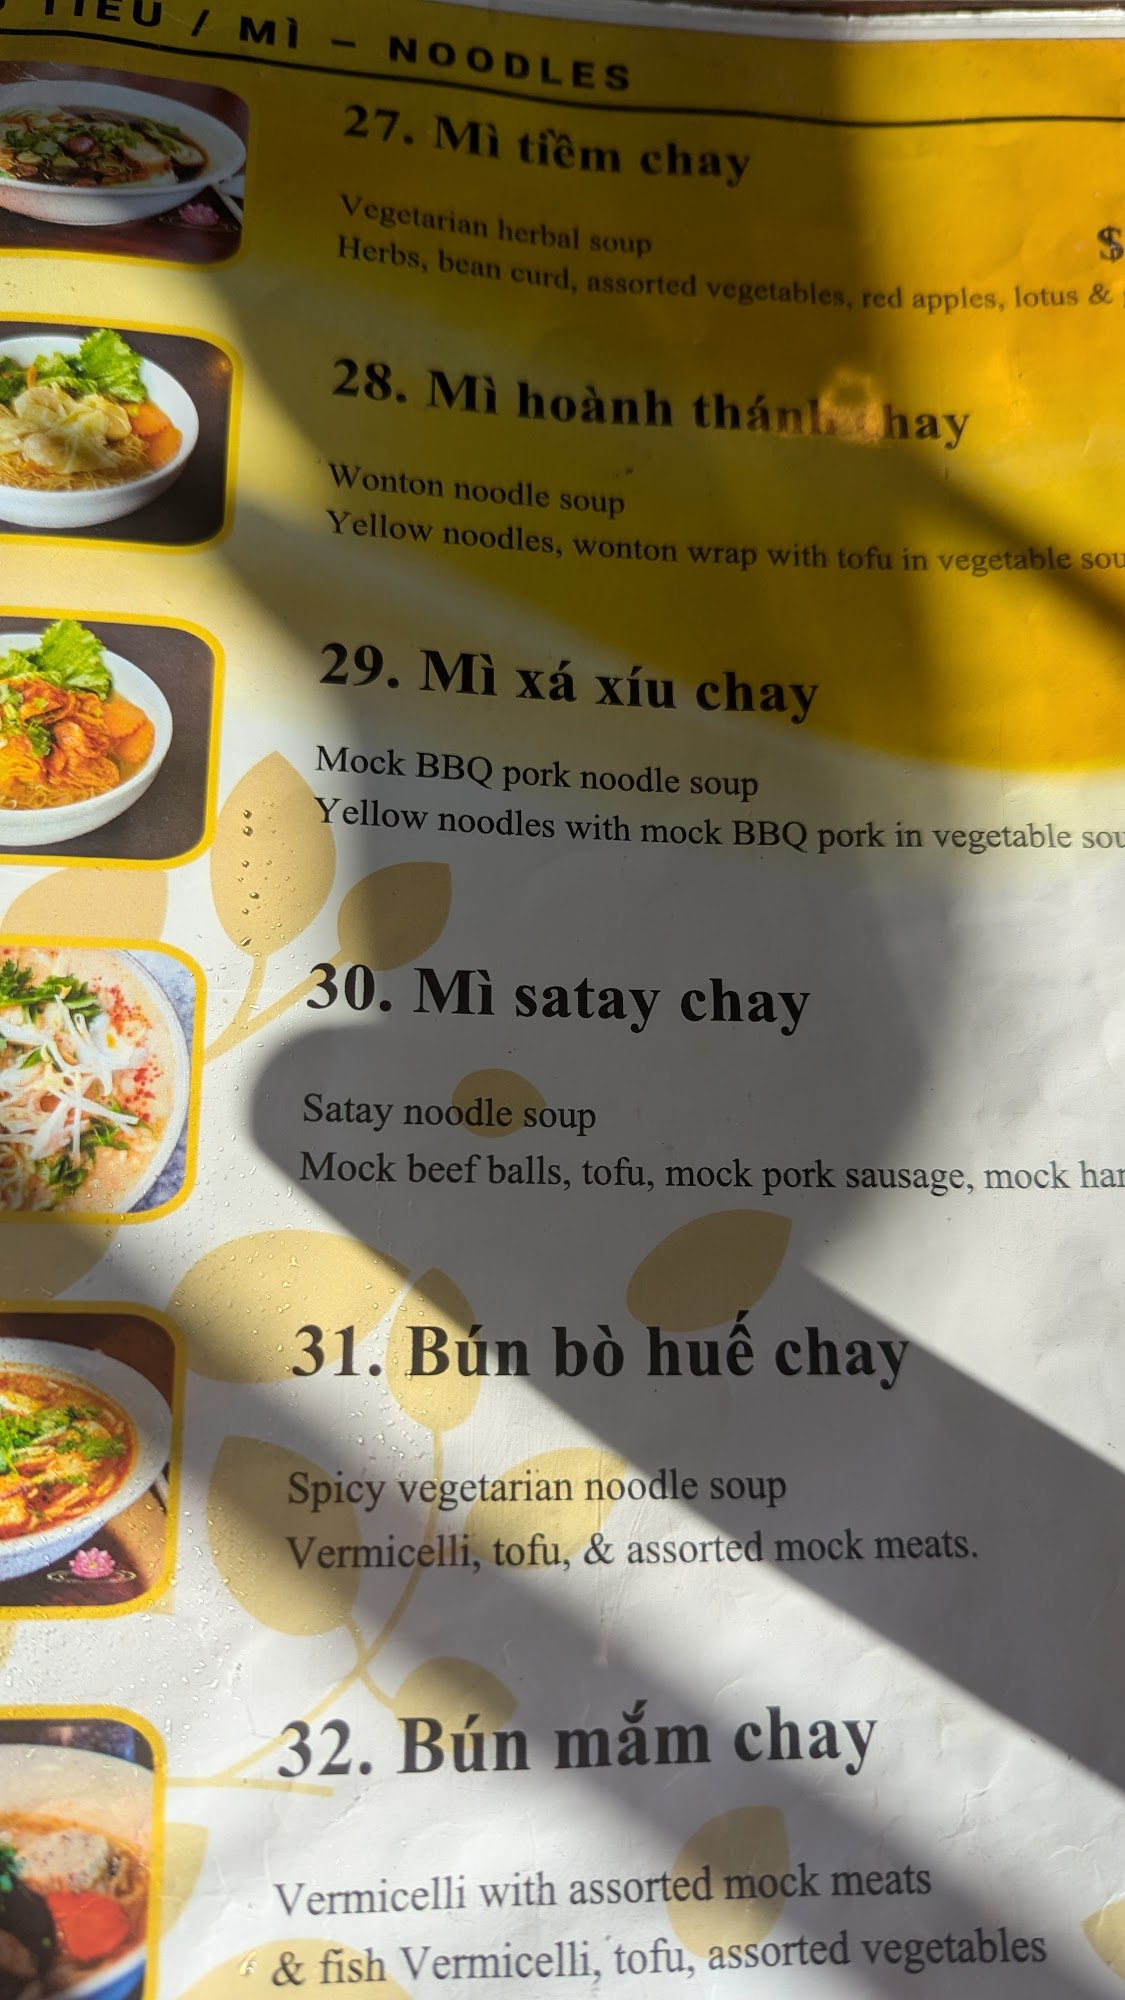 TIẾU / MÌ – NOODLES
27. Mì tiềm chay
$
Vegetarian herbal soup
Herbs, bean curd, assorted vegetables, red apples, lotus &
28. Mì hoành thánh chay
Wonton noodle soup
Yellow noodles, wonton wrap with tofu in vegetable sou
29. Mì xá xíu chay
Mock BBQ pork noodle soup
Yellow noodles with mock BBQ pork in vegetable sou
30. Mì satay chay
Satay noodle soup
Mock beef balls, tofu, mock pork sausage, mock ha
31. Bún bò huế chay
Spicy vegetarian noodle soup
Vermicelli, tofu, & assorted mock meats.
32. Bún mắm chay
Vermicelli with assorted mock meats
& fish Vermicelli, tofu, assorted vegetables